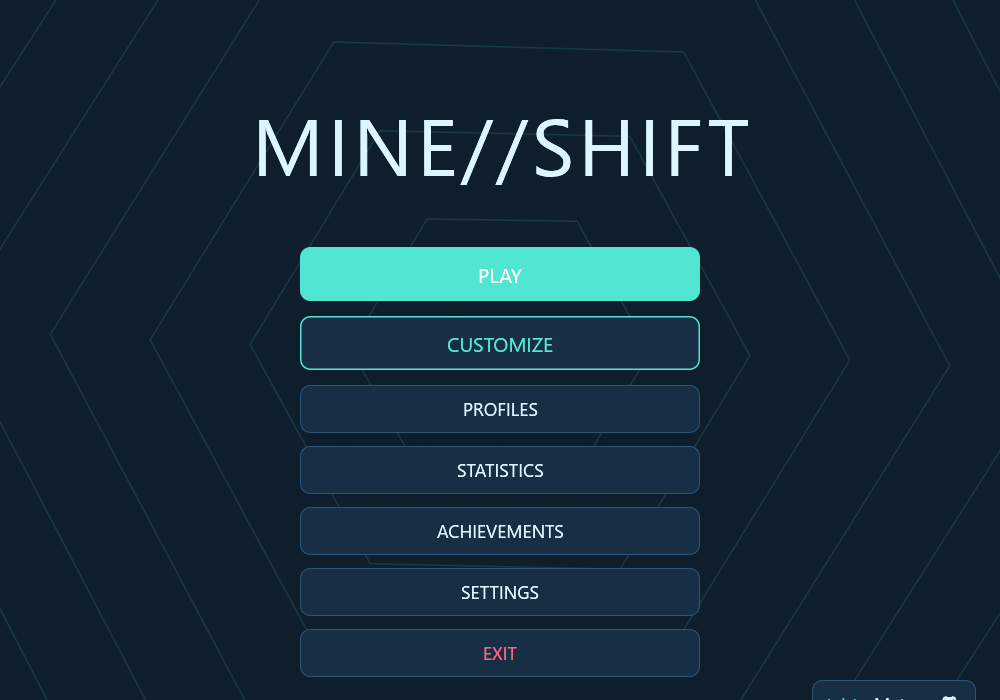 MINE//SHIFT
PLAY
CUSTOMIZE
PROFILES
STATISTICS
ACHIEVEMENTS
SETTINGS
EXIT